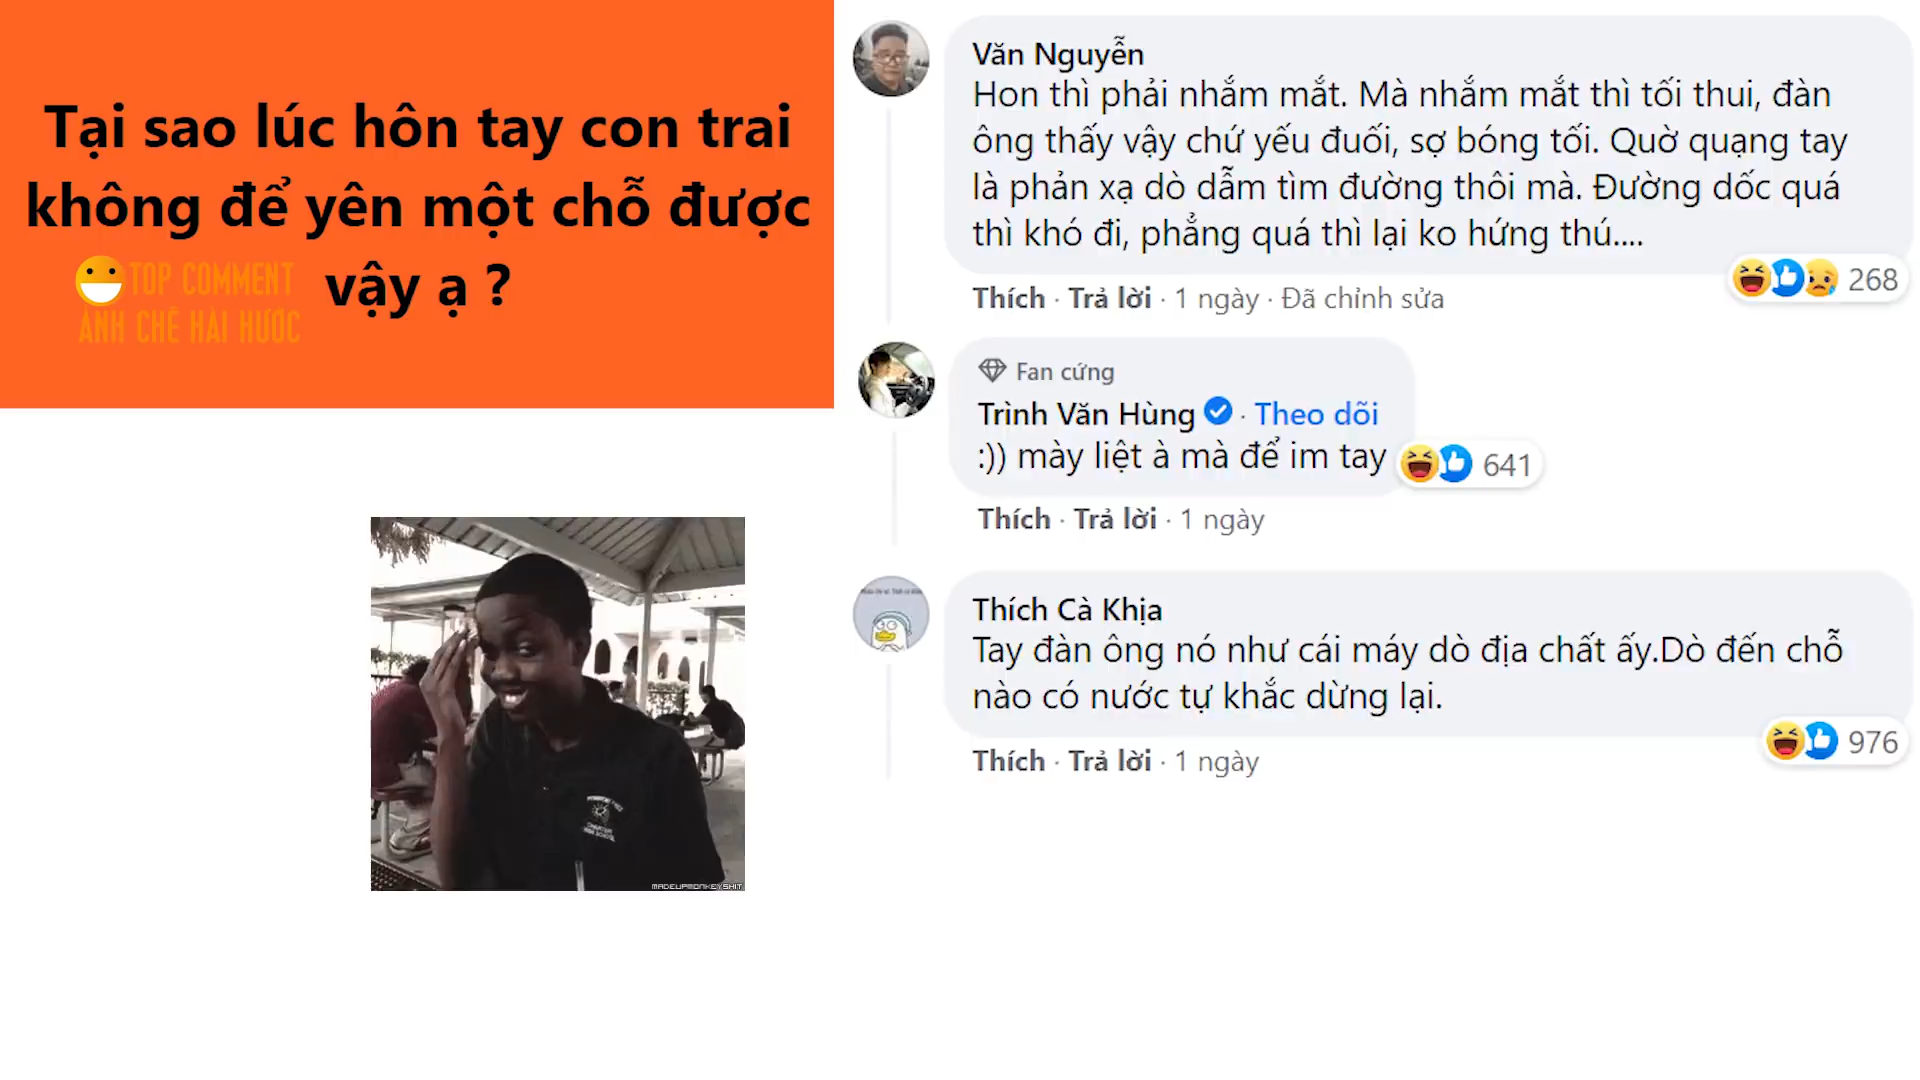 Tại sao lúc hôn tay con trai
không để yên một chỗ được
vậy ạ ?
TOP COMMENT
ẢNH CHẾ HÀI HƯỚC
Văn Nguyễn
Hon thì phải nhắm mắt. Mà nhắm mắt thì tối thui, đàn
ông thấy vậy chứ yếu đuối, sợ bóng tối. Quờ quạng tay
là phản xạ dò dẫm tìm đường thôi mà. Đường dốc quá
thì khó đi, phẳng quá thì lại ko hứng thú....
268
Thích · Trả lời · 1 ngày · Đã chỉnh sửa
Fan cứng
Trình Văn Hùng · Theo dõi
:)) mày liệt à mà để im tay
641
Thích · Trả lời · 1 ngày
Thích Cà Khịa
Tay đàn ông nó như cái máy dò địa chất ấy.Dò đến chỗ
nào có nước tự khắc dừng lại.
976
Thích · Trả lời · 1 ngày
MADEUPMONKEYSHIT